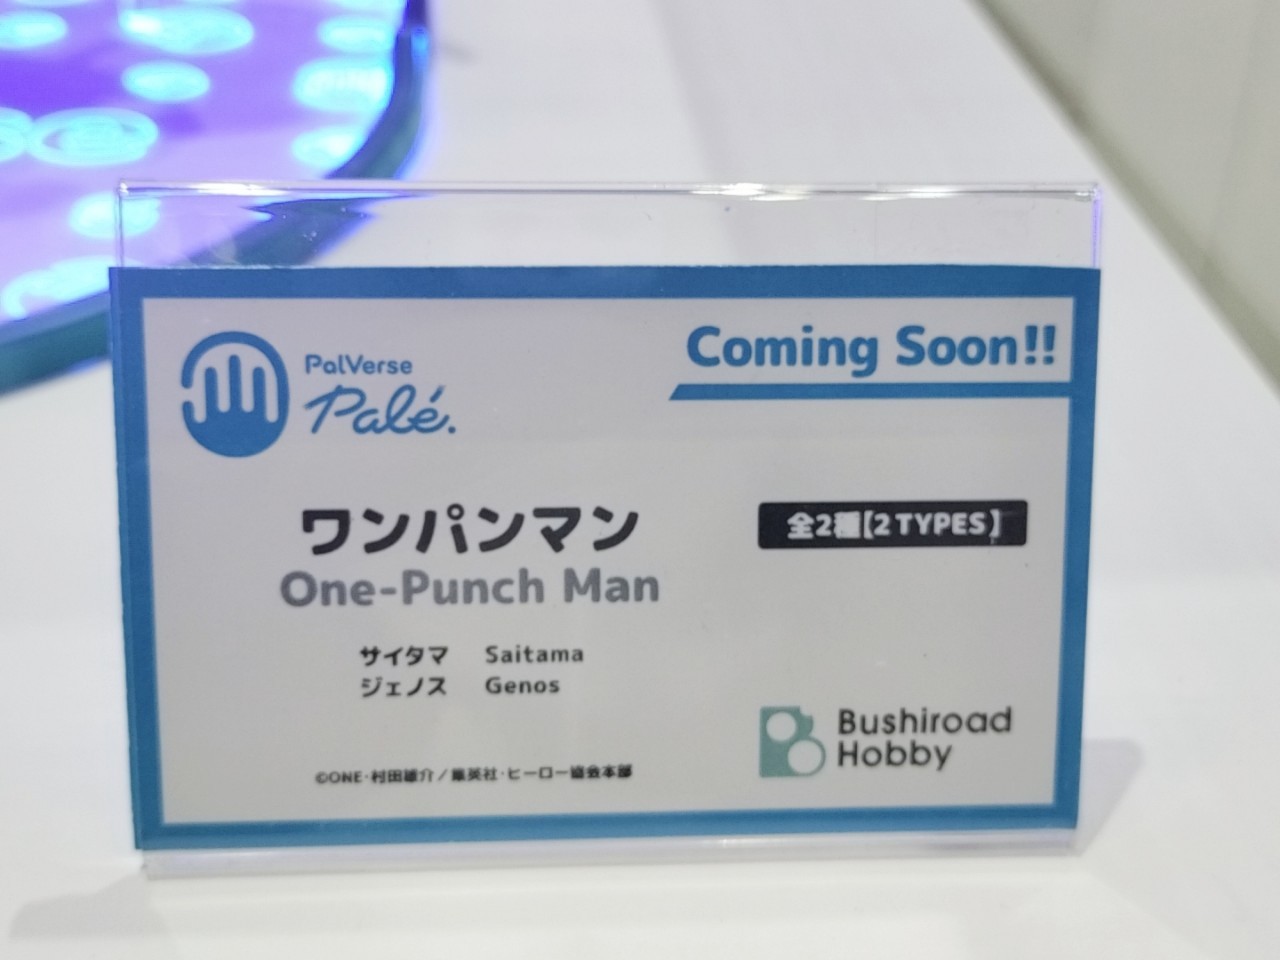 PalVerse
Palé.
Coming Soon!!
ワンパンマン
One-Punch Man
全2種【2 TYPES】
サイタマ Saitama
ジェノス Genos
©ONE・村田雄介／集英社・ヒーロー協会本部
Bushiroad
Hobby